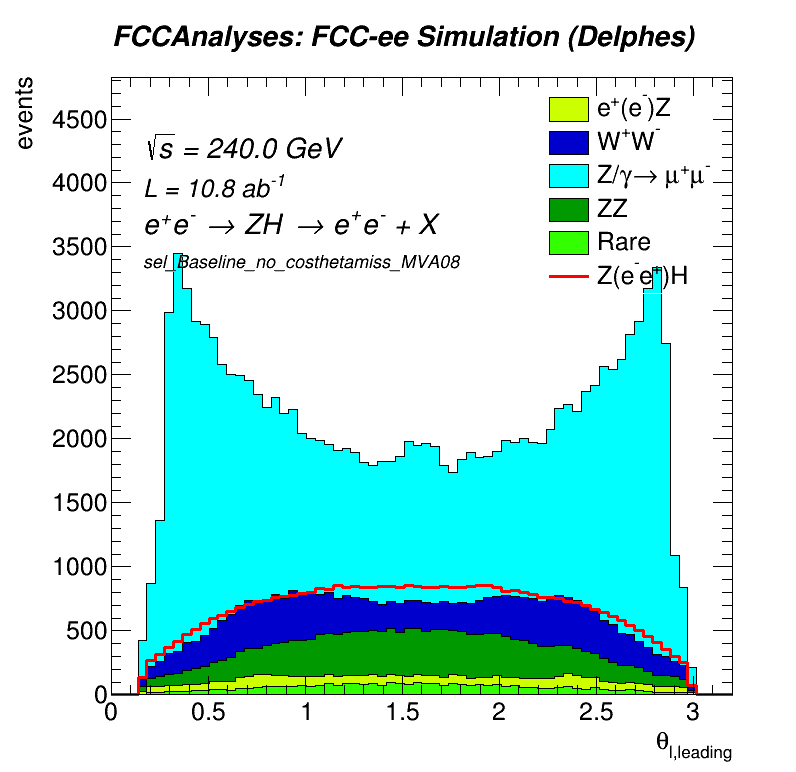 FCCAnalyses: FCC-ee Simulation (Delphes)
events
4500
4000
3500
3000
2500
2000
1500
1000
500
0
√s = 240.0 GeV
L = 10.8 ab⁻¹
e⁺e⁻ → ZH → e⁺e⁻ + X
sel_Baseline_no_costhetamiss_MVA08
e⁺(e⁻)Z
W⁺W⁻
Z/γ→ μ⁺μ⁻
ZZ
Rare
Z(e⁻e⁺)H
0 0.5 1 1.5 2 2.5 3
θl,leading